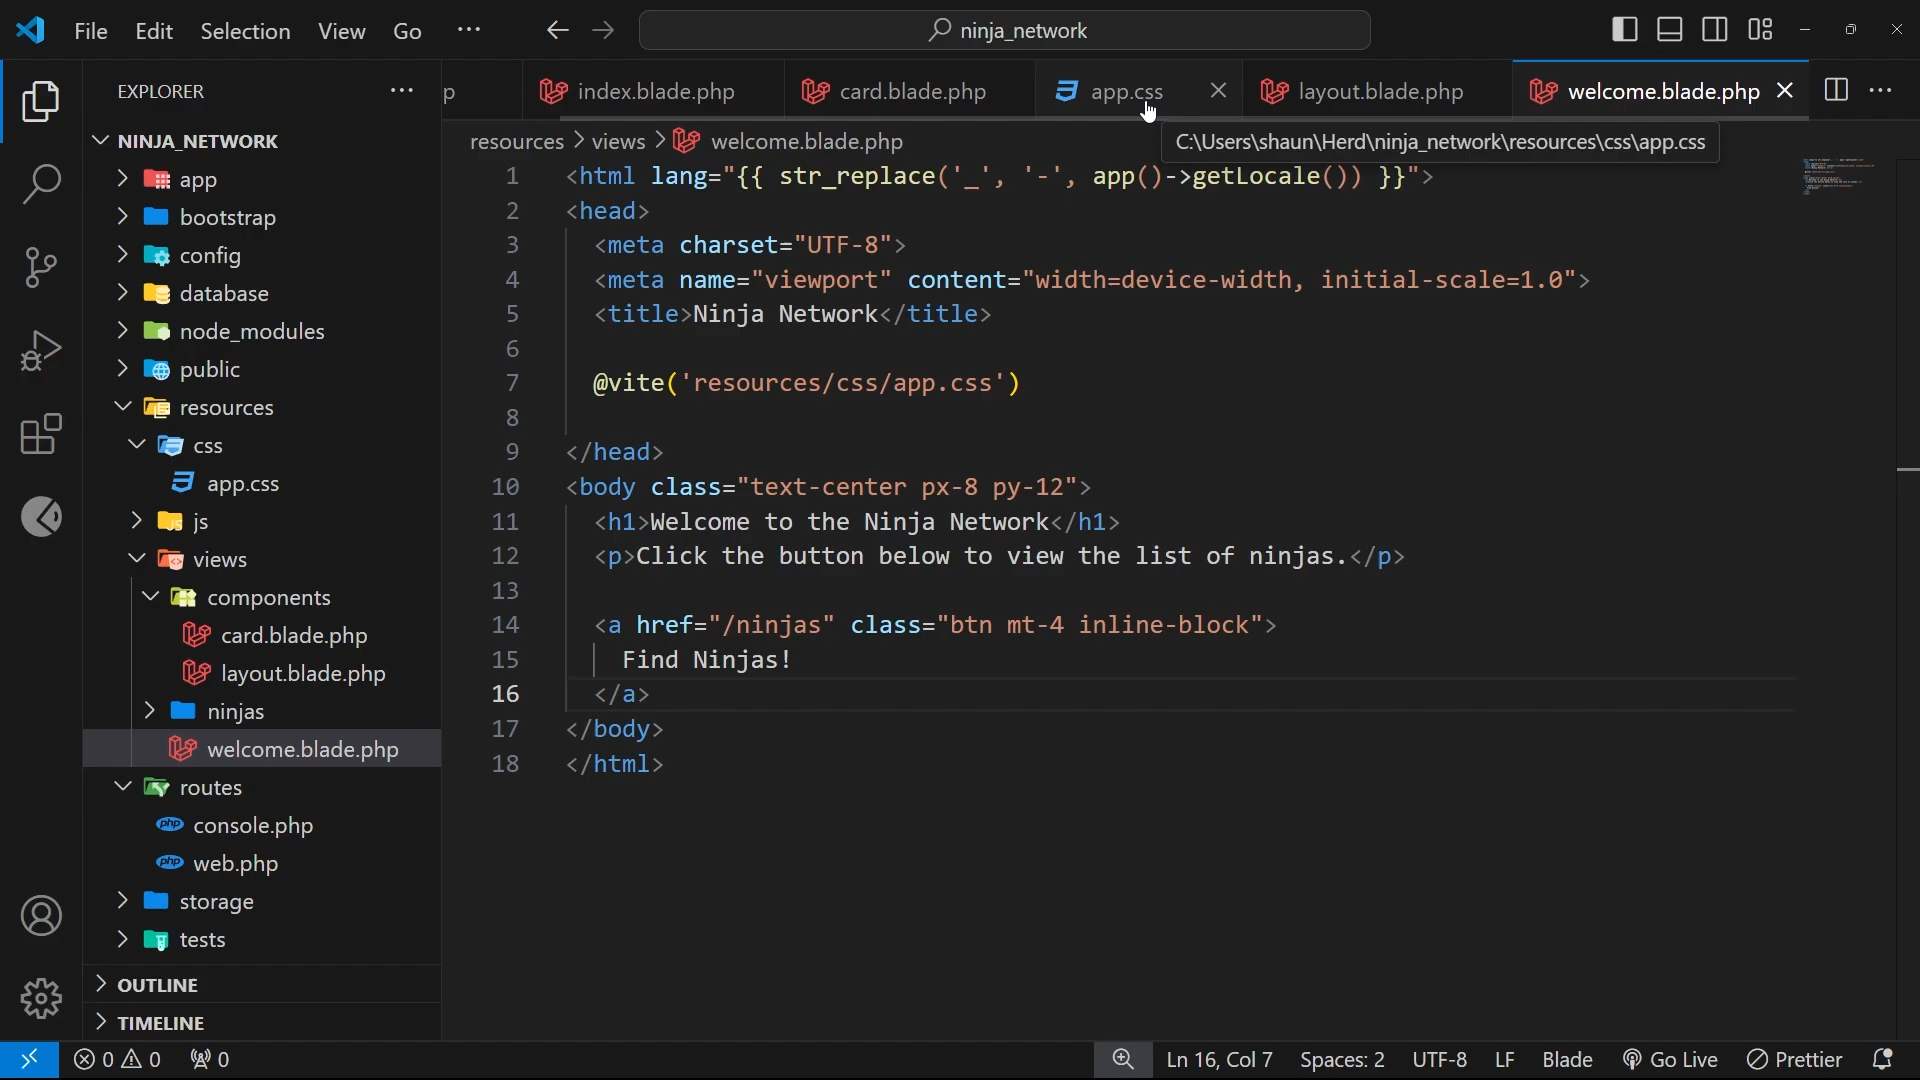 File Edit Selection View Go ··· ninja_network
EXPLORER ···
p index.blade.php card.blade.php app.css layout.blade.php welcome.blade.php ···
NINJA_NETWORK
app
bootstrap
config
database
node_modules
public
resources
css
app.css
js
views
components
card.blade.php
layout.blade.php
ninjas
welcome.blade.php
routes
php console.php
php web.php
storage
tests
OUTLINE
TIMELINE
resources > views > welcome.blade.php
C:\Users\shaun\Herd\ninja_network\resources\css\app.css
1 <html lang="{{ str_replace('_', '-', app()->getLocale()) }}">
2 <head>
3 <meta charset="UTF-8">
4 <meta name="viewport" content="width=device-width, initial-scale=1.0">
5 <title>Ninja Network</title>
6
7 @vite('resources/css/app.css')
8
9 </head>
10 <body class="text-center px-8 py-12">
11 <h1>Welcome to the Ninja Network</h1>
12 <p>Click the button below to view the list of ninjas.</p>
13
14 <a href="/ninjas" class="btn mt-4 inline-block">
15 Find Ninjas!
16 </a>
17 </body>
18 </html>
0 0 0 Ln 16, Col 7 Spaces: 2 UTF-8 LF Blade Go Live Prettier